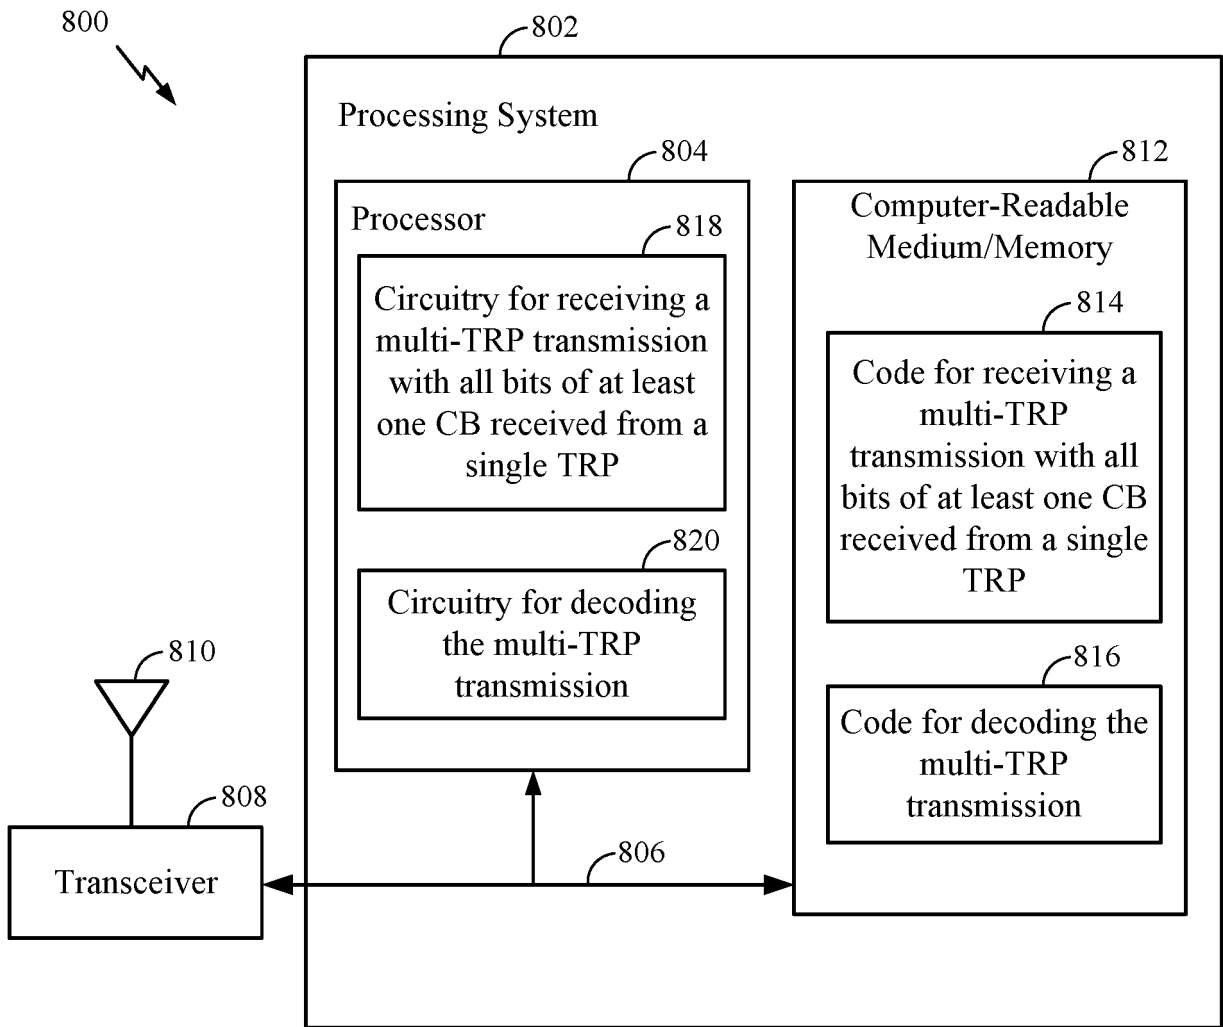 800
802
Processing System
804
Processor
818
Circuitry for receiving a
multi-TRP transmission
with all bits of at least
one CB received from a
single TRP
820
Circuitry for decoding
the multi-TRP
transmission
812
Computer-Readable
Medium/Memory
814
Code for receiving a
multi-TRP
transmission with all
bits of at least one CB
received from a single
TRP
816
Code for decoding the
multi-TRP
transmission
810
808
Transceiver
806